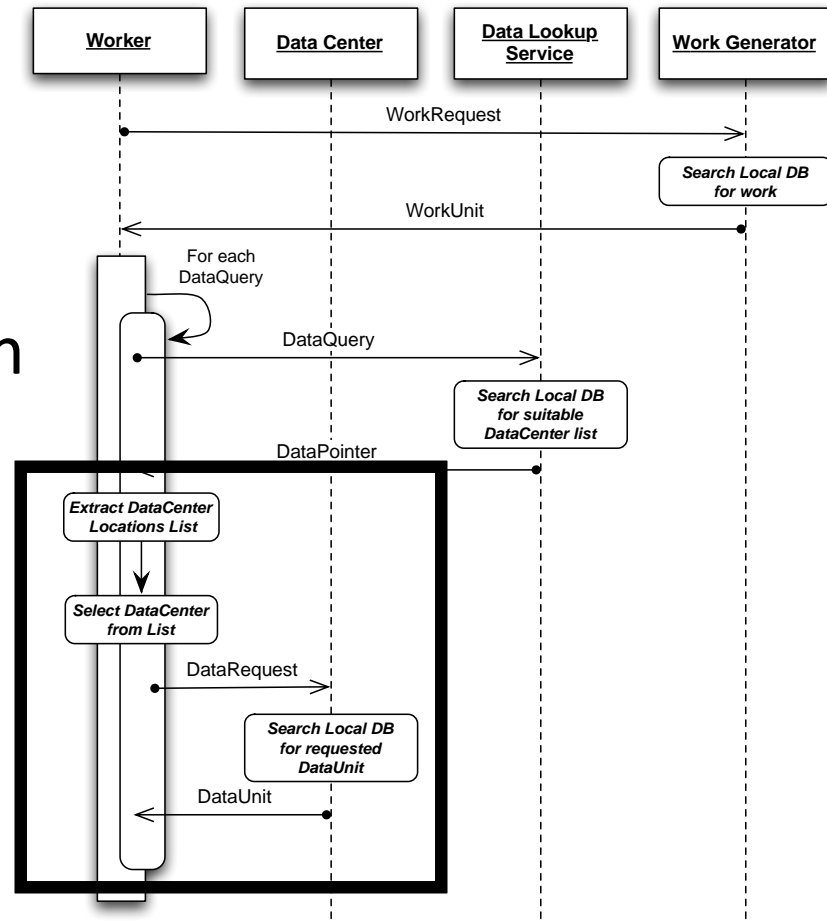 Worker
Data Center
Data Lookup
Service
Work Generator
WorkRequest
Search Local DB
for work
WorkUnit
For each
DataQuery
n
DataQuery
Search Local DB
for suitable
DataCenter list
DataPointer
Extract DataCenter
Locations List
Select DataCenter
from List
DataRequest
Search Local DB
for requested
DataUnit
DataUnit